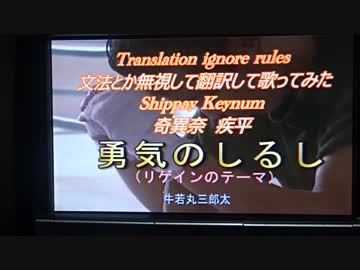 Translation ignore rules
文法とか無視して翻訳して歌ってみた
Shippay Keynum
奇異奈 疾平
勇気のしるし
(リゲインのテーマ)
牛若丸三郎太